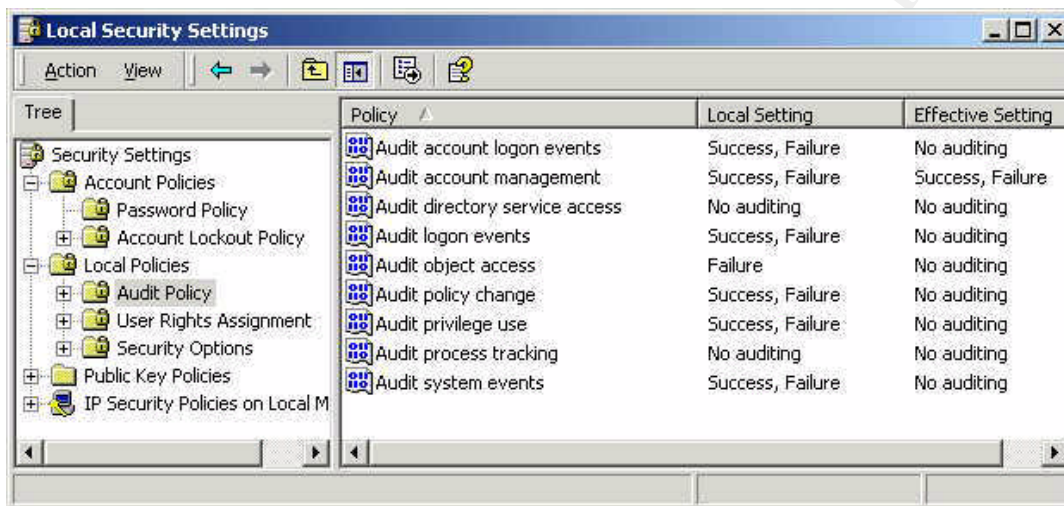 Local Security Settings
Action View
Tree
Security Settings
Account Policies
Password Policy
Account Lockout Policy
Local Policies
Audit Policy
User Rights Assignment
Security Options
Public Key Policies
IP Security Policies on Local M
Policy Local Setting Effective Setting
Audit account logon events Success, Failure No auditing
Audit account management Success, Failure Success, Failure
Audit directory service access No auditing No auditing
Audit logon events Success, Failure No auditing
Audit object access Failure No auditing
Audit policy change Success, Failure No auditing
Audit privilege use Success, Failure No auditing
Audit process tracking No auditing No auditing
Audit system events Success, Failure No auditing